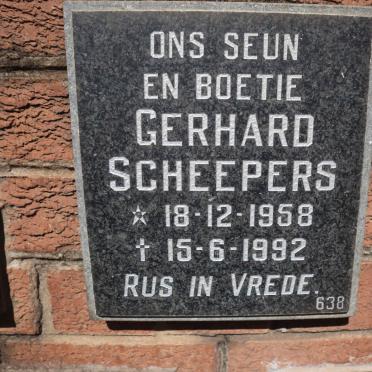 ONS SEUN
EN BOETIE
GERHARD
SCHEEPERS
☆ 18-12-1958
† 15-6-1992
RUS IN VREDE.
638